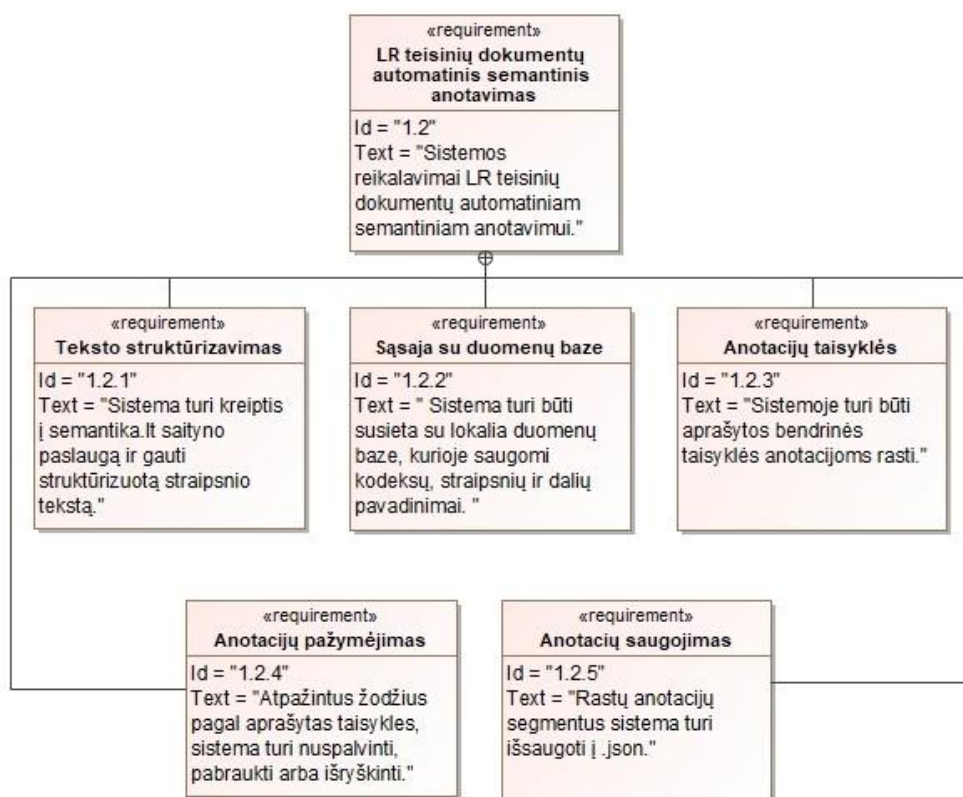 «requirement»
LR teisinių dokumentų
automatinis semantinis
anotavimas
Id = "1.2"
Text = "Sistemos
reikalavimai LR teisinių
dokumentų automatiniam
semantiniam anotavimui."
«requirement»
Teksto struktūrizavimas
Id = "1.2.1"
Text = "Sistema turi kreiptis
į semantika.lt saityno
paslaugą ir gauti
struktūrizuotą straipsnio
tekstą."
«requirement»
Sąsaja su duomenų baze
Id = "1.2.2"
Text = " Sistema turi būti
susieta su lokalia duomenų
baze, kurioje saugomi
kodeksų, straipsnių ir dalių
pavadinimai. "
«requirement»
Anotacijų taisyklės
Id = "1.2.3"
Text = "Sistemoje turi būti
aprašytos bendrinės
taisyklės anotacijoms rasti."
«requirement»
Anotacijų pažymėjimas
Id = "1.2.4"
Text = "Atpažintus žodžius
pagal aprašytas taisykles,
sistema turi nuspalvinti,
pabraukti arba išryškinti."
«requirement»
Anotacių saugojimas
Id = "1.2.5"
Text = "Rastų anotacijų
segmentus sistema turi
išsaugoti į .json."